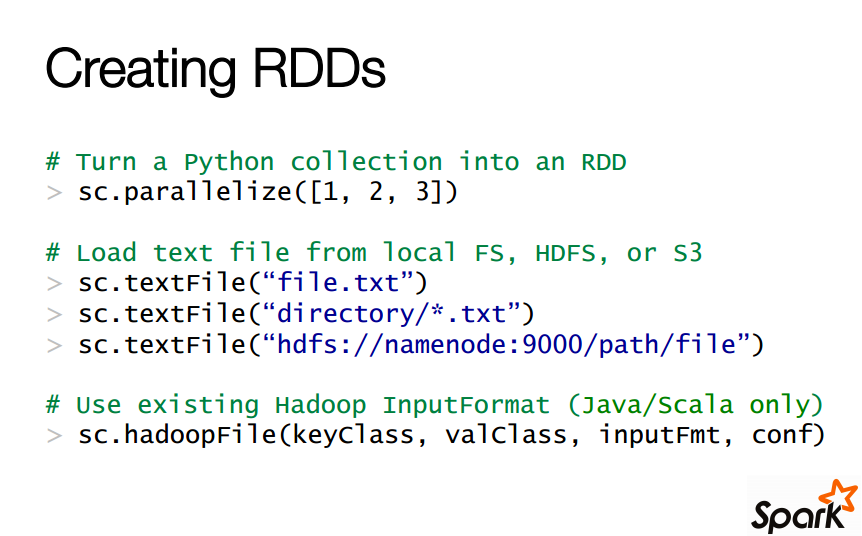 Creating RDDs
# Turn a Python collection into an RDD
> sc.parallelize([1, 2, 3])
# Load text file from local FS, HDFS, or S3
> sc.textFile(“file.txt”)
> sc.textFile(“directory/*.txt”)
> sc.textFile(“hdfs://namenode:9000/path/file”)
# Use existing Hadoop InputFormat (Java/Scala only)
> sc.hadoopFile(keyClass, valClass, inputFmt, conf)
Spark